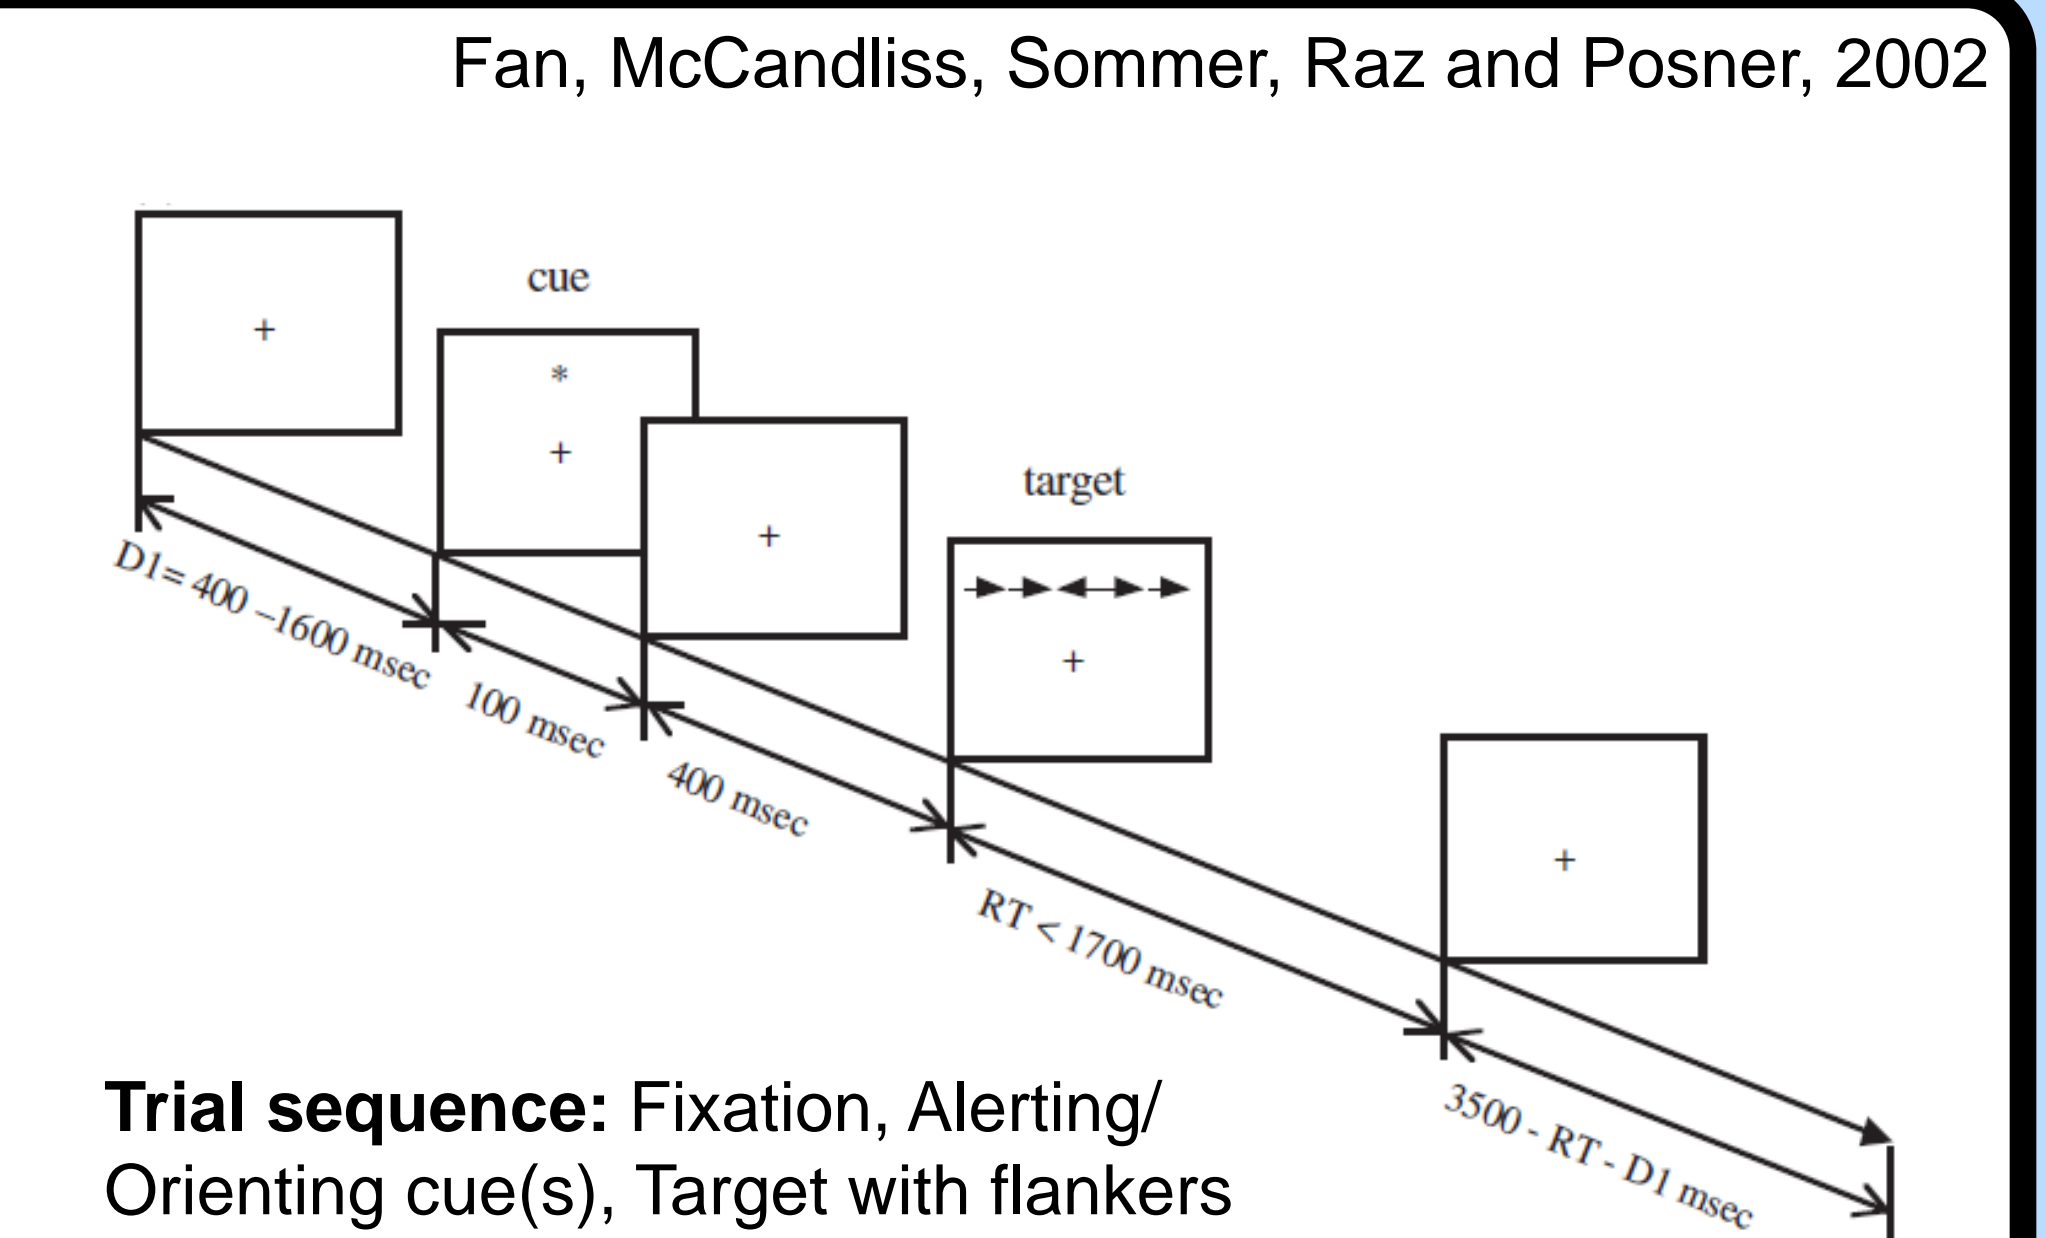 Fan, McCandliss, Sommer, Raz and Posner, 2002
+
cue
*
+
+
target
+
+
D1= 400 –1600 msec
100 msec
400 msec
RT < 1700 msec
3500 - RT - D1 msec
Trial sequence: Fixation, Alerting/
Orienting cue(s), Target with flankers